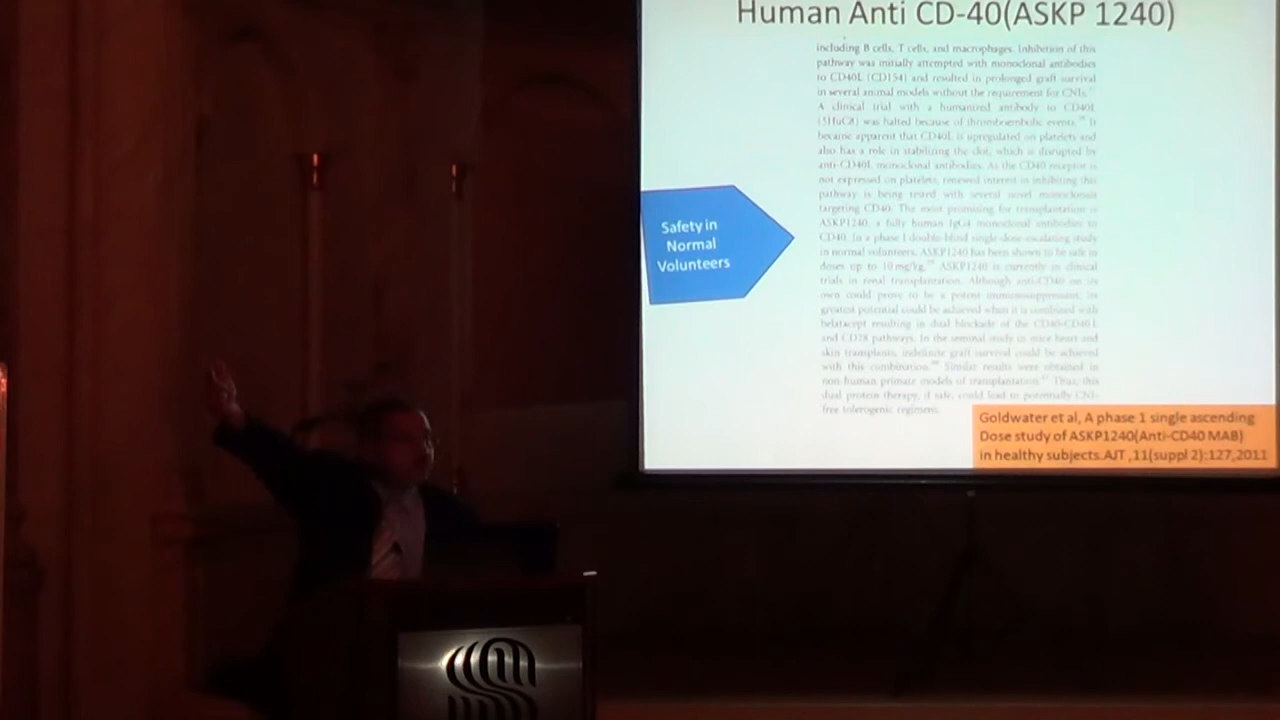 Human Anti CD-40(ASKP 1240)
including B cells, T cells, and macrophages. Inhibition of this
pathway was initially attempted with monoclonal antibodies
to CD40L (CD154) and resulted in prolonged graft survival
in several animal models without the requirement for CNIs.
A clinical trial with a humanized antibody to CD40L
(5HuC8) was halted because of thromboembolic events. It
became apparent that CD40L is upregulated on platelets and
also has a role in stabilizing the clot, which is disrupted by
anti-CD40L monoclonal antibodies. As the CD40 receptor is
not expressed on platelets, renewed interest in inhibiting this
pathway is being tested with several novel monoclonals
targeting CD40. The most promising for transplantation is
ASKP1240, a fully human IgG4 monoclonal antibodies to
CD40. In a phase I double-blind single-dose-escalating study
in normal volunteers, ASKP1240 has been shown to be safe in
doses up to 10 mg/kg. ASKP1240 is currently in clinical
trials in renal transplantation. Although anti-CD40 on its
own could prove to be a potent immunosuppressant, its
greatest potential could be achieved when it is combined with
belatacept resulting in dual blockade of the CD40-CD40L
and CD28 pathways. In the seminal study in mice heart and
skin transplants, indefinite graft survival could be achieved
with this combination. Similar results were obtained in
non-human primate models of transplantation. Thus, this
dual protein therapy, if safe, could lead to potentially CNI-
free tolerogenic regimens.
Safety in
Normal
Volunteers
Goldwater et al, A phase 1 single ascending
Dose study of ASKP1240(Anti-CD40 MAB)
in healthy subjects.AJT ,11(suppl 2):127,2011